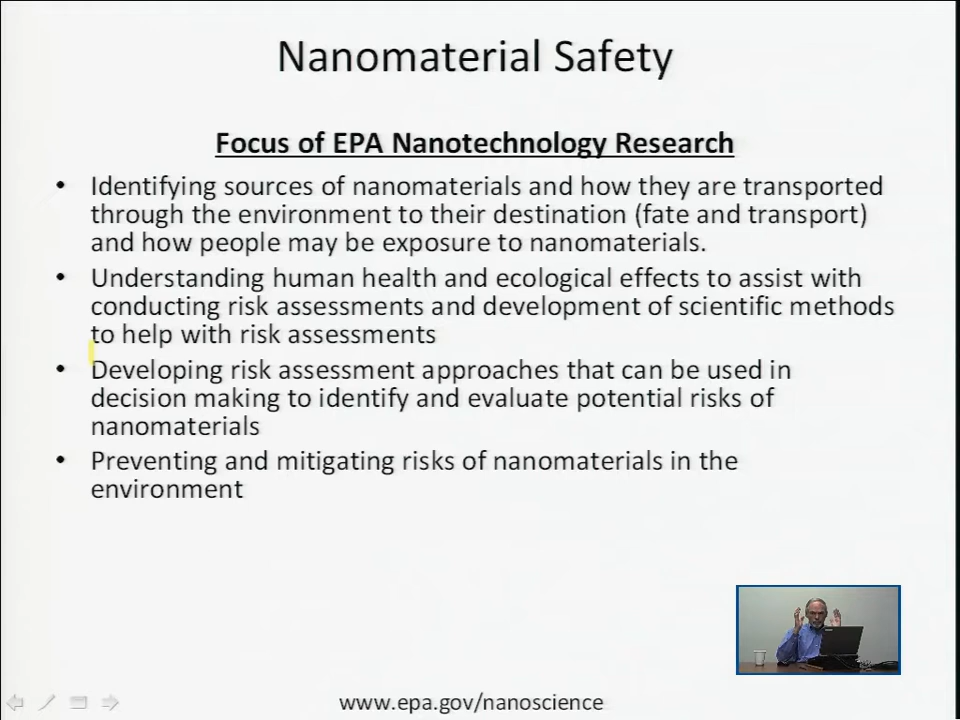 Nanomaterial Safety
Focus of EPA Nanotechnology Research
• Identifying sources of nanomaterials and how they are transported
through the environment to their destination (fate and transport)
and how people may be exposure to nanomaterials.
• Understanding human health and ecological effects to assist with
conducting risk assessments and development of scientific methods
to help with risk assessments
• Developing risk assessment approaches that can be used in
decision making to identify and evaluate potential risks of
nanomaterials
• Preventing and mitigating risks of nanomaterials in the
environment
www.epa.gov/nanoscience